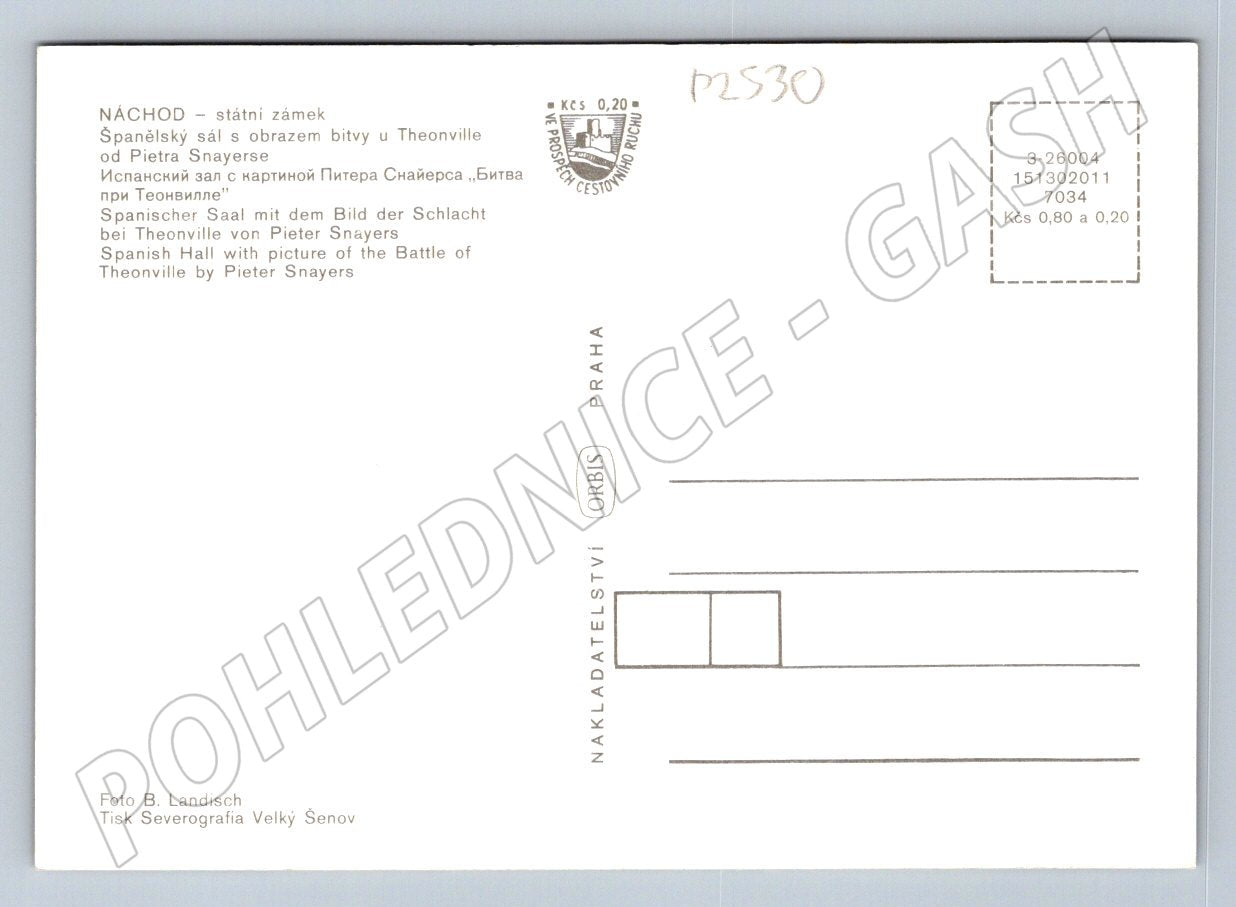 NÁCHOD – státní zámek
Španělský sál s obrazem bitvy u Theonville
od Pietra Snayerse
Испанский зал с картиной Питера Снайерса „Битва
при Теонвилле"
Spanischer Saal mit dem Bild der Schlacht
bei Theonville von Pieter Snayers
Spanish Hall with picture of the Battle of
Theonville by Pieter Snayers
Kčs 0,20
VE PROSPĚCH CESTOVNÍHO RUCHU
P2530
3-26004
151302011
7034
Kčs 0,80 a 0,20
NAKLADATELSTVÍ ORBIS PRAHA
Foto B. Landisch
Tisk Severografia Velký Šenov
POHLEDNICE - GASH